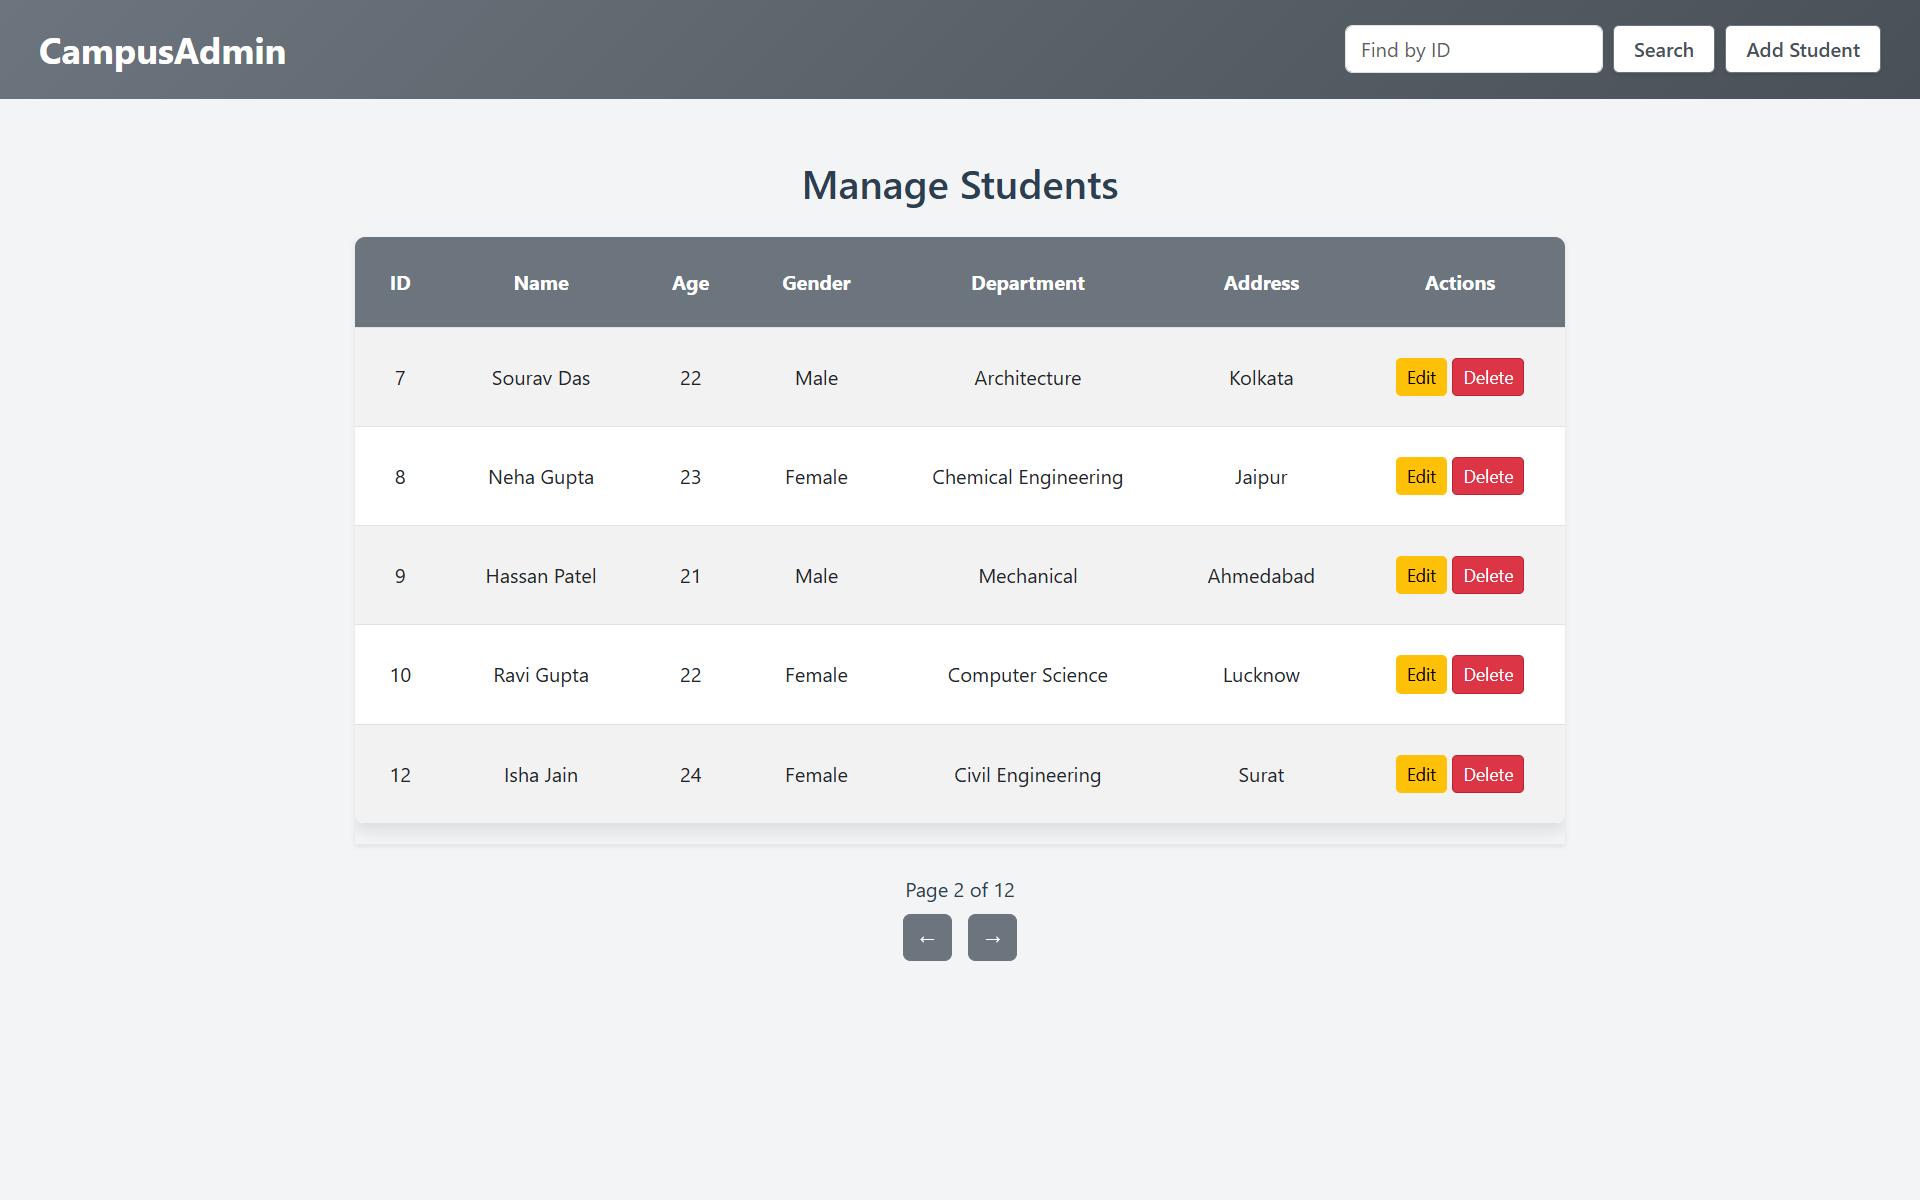 CampusAdmin Find by ID Search Add Student
Manage Students
ID Name Age Gender Department Address Actions
7 Sourav Das 22 Male Architecture Kolkata Edit Delete
8 Neha Gupta 23 Female Chemical Engineering Jaipur Edit Delete
9 Hassan Patel 21 Male Mechanical Ahmedabad Edit Delete
10 Ravi Gupta 22 Female Computer Science Lucknow Edit Delete
12 Isha Jain 24 Female Civil Engineering Surat Edit Delete
Page 2 of 12
← →